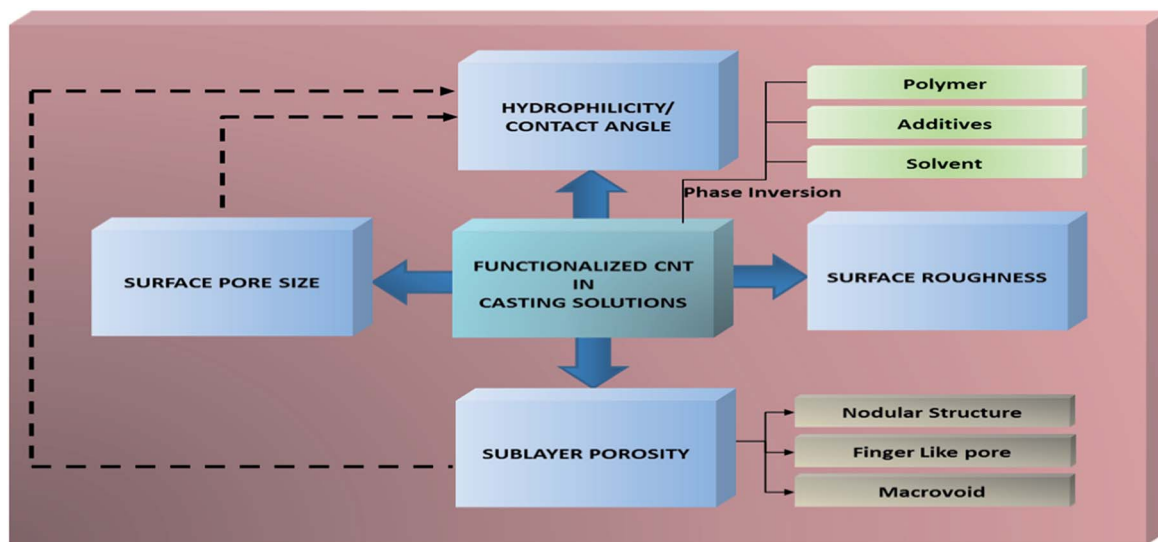 HYDROPHILICITY/
CONTACT ANGLE
Polymer
Additives
Solvent
Phase Inversion
SURFACE PORE SIZE
FUNCTIONALIZED CNT
IN
CASTING SOLUTIONS
SURFACE ROUGHNESS
SUBLAYER POROSITY
Nodular Structure
Finger Like pore
Macrovoid